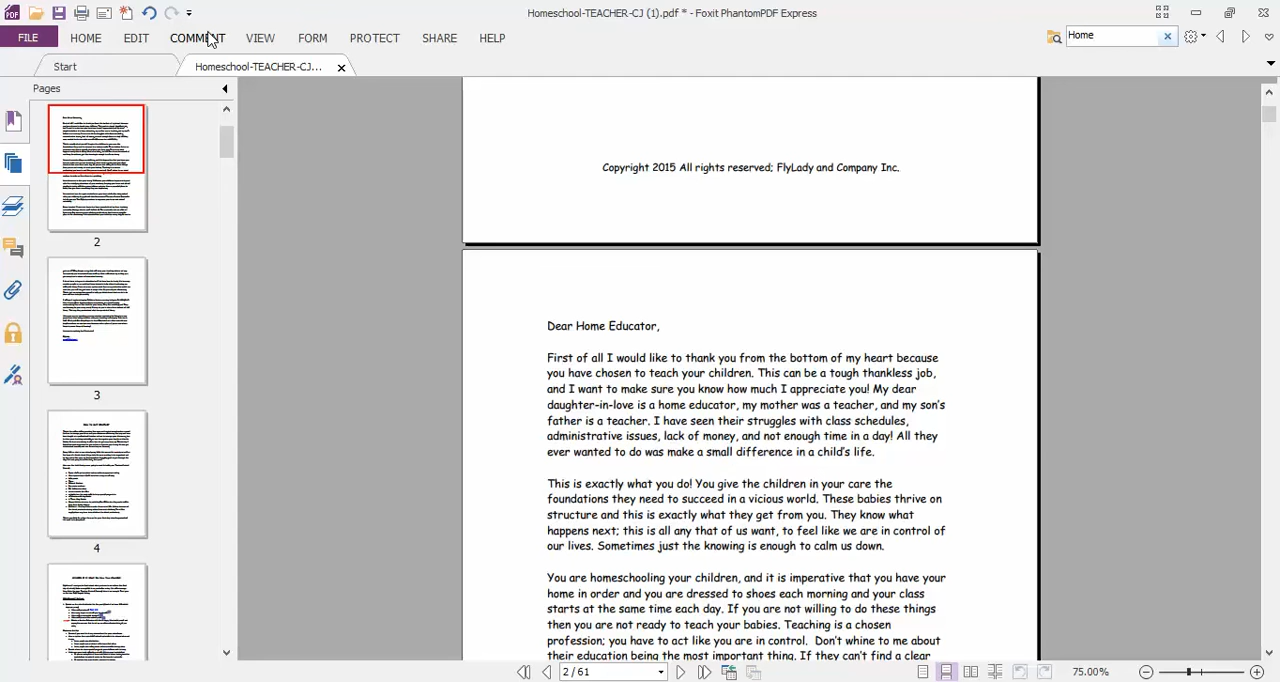 Homeschool-TEACHER-CJ (1).pdf * - Foxit PhantomPDF Express
FILE HOME EDIT COMMENT VIEW FORM PROTECT SHARE HELP Home
Start Homeschool-TEACHER-CJ...
Pages
2
3
4
Copyright 2015 All rights reserved; FlyLady and Company Inc.
Dear Home Educator,
First of all I would like to thank you from the bottom of my heart because
you have chosen to teach your children. This can be a tough thankless job,
and I want to make sure you know how much I appreciate you! My dear
daughter-in-love is a home educator, my mother was a teacher, and my son's
father is a teacher. I have seen their struggles with class schedules,
administrative issues, lack of money, and not enough time in a day! All they
ever wanted to do was make a small difference in a child's life.
This is exactly what you do! You give the children in your care the
foundations they need to succeed in a vicious world. These babies thrive on
structure and this is exactly what they get from you. They know what
happens next; this is all any that of us want, to feel like we are in control of
our lives. Sometimes just the knowing is enough to calm us down.
You are homeschooling your children, and it is imperative that you have your
home in order and you are dressed to shoes each morning and your class
starts at the same time each day. If you are not willing to do these things
then you are not ready to teach your babies. Teaching is a chosen
profession; you have to act like you are in control. Don't whine to me about
their education being the most important thing. If they can't find a clear
2 / 61
75.00%